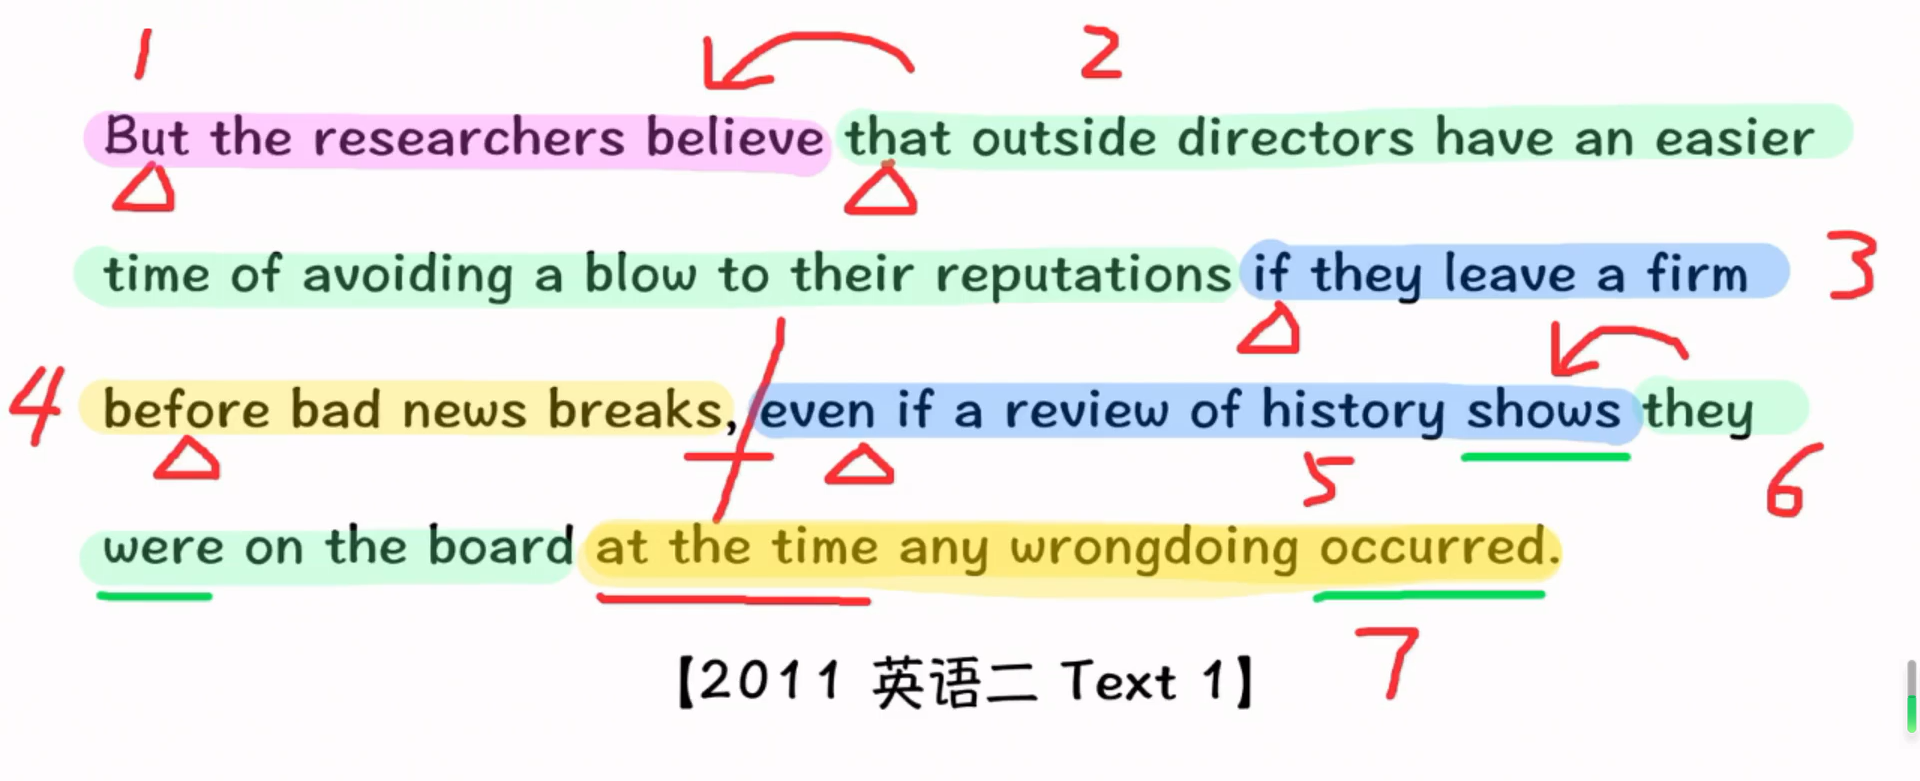 1 2
But the researchers believe that outside directors have an easier
time of avoiding a blow to their reputations if they leave a firm 3
4 before bad news breaks, even if a review of history shows they
5 6
were on the board at the time any wrongdoing occurred.
7
【2011 英语二 Text 1】